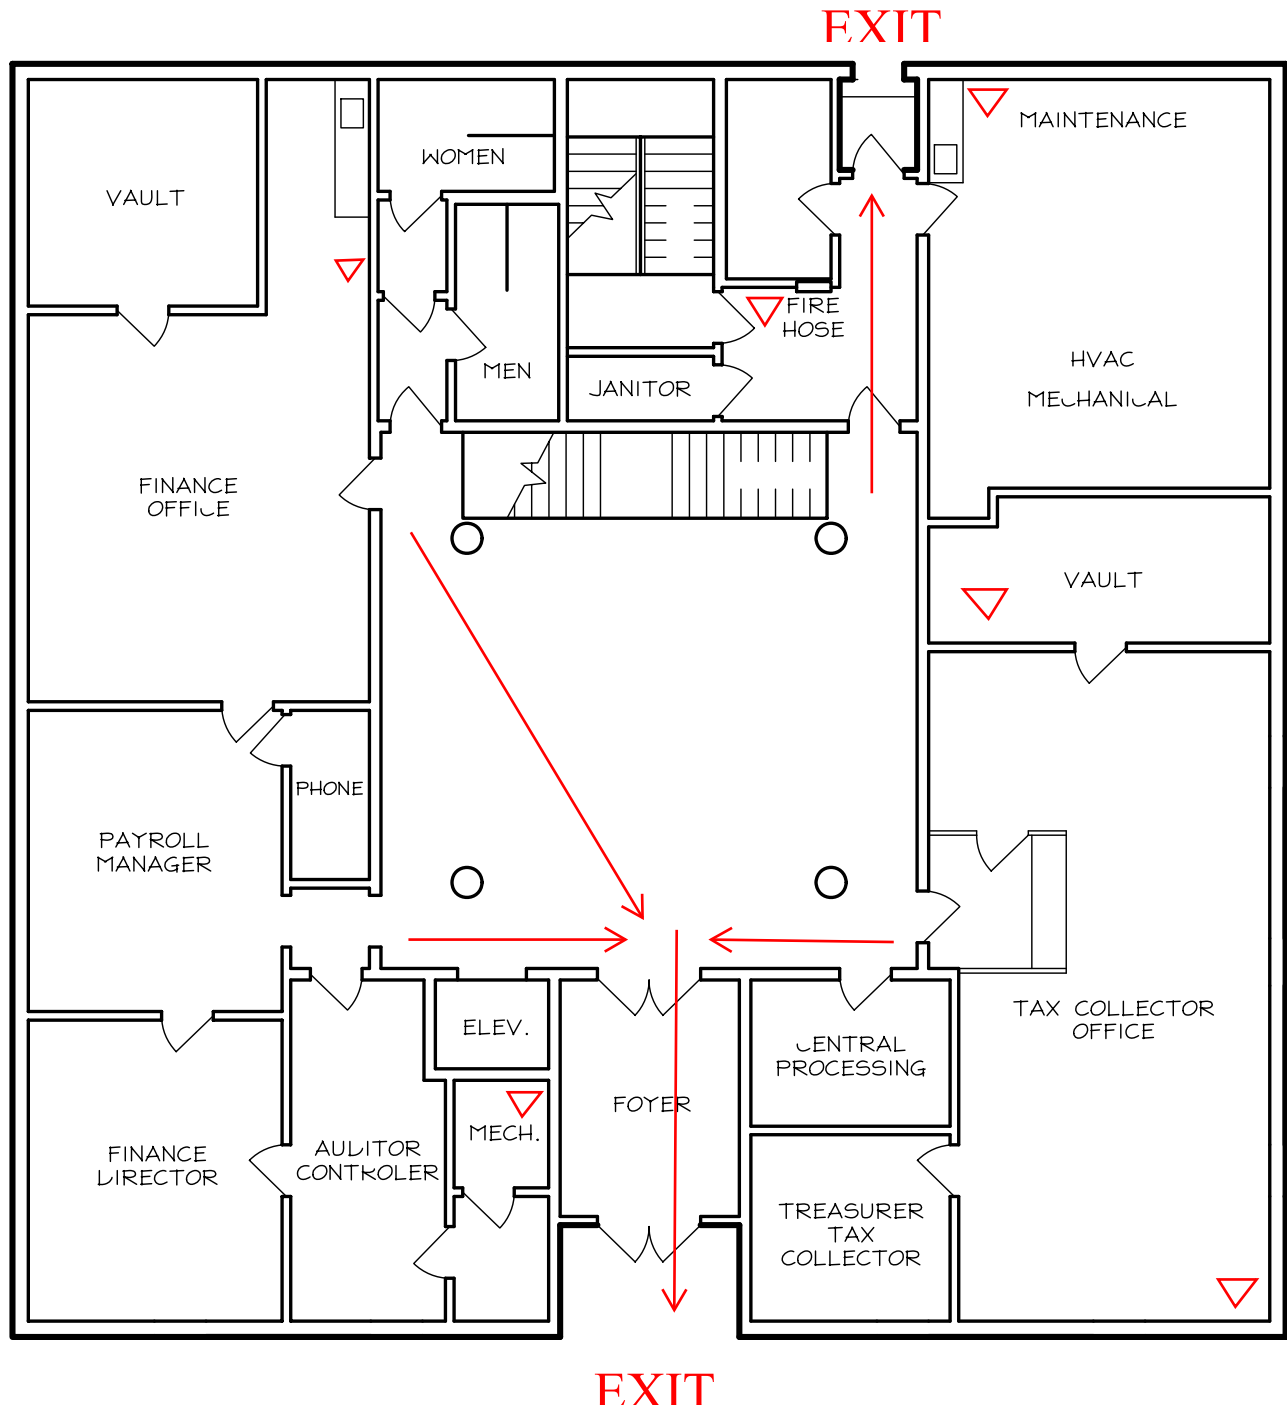 EXIT
MAINTENANCE
WOMEN
VAULT
FIRE
HOSE
HVAC
MECHANICAL
MEN
JANITOR
FINANCE
OFFICE
VAULT
PHONE
PAYROLL
MANAGER
TAX COLLECTOR
OFFICE
ELEV.
CENTRAL
PROCESSING
FOYER
MECH.
AUDITOR
CONTROLER
FINANCE
DIRECTOR
TREASURER
TAX
COLLECTOR
EXIT